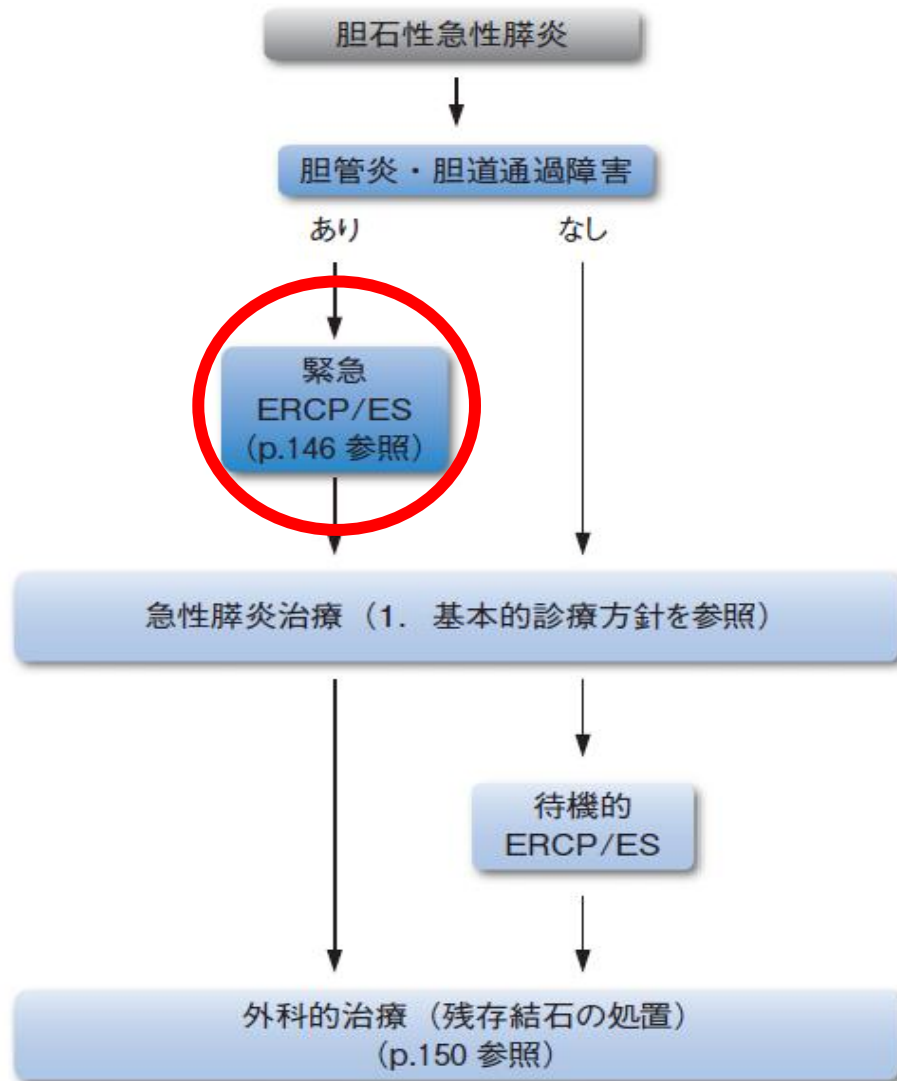 胆石性急性膵炎
胆管炎・胆道通過障害
あり
なし
緊急
ERCP/ES
(p.146 参照)
急性膵炎治療（1. 基本的診療方針を参照）
待機的
ERCP/ES
外科的治療（残存結石の処置）
(p.150 参照)